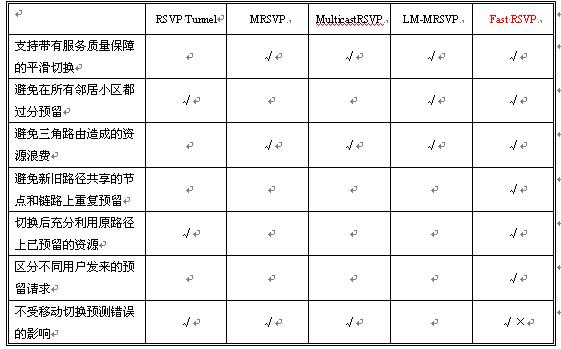 RSVP Tunnel MRSVP MulticastRSVP LM-MRSVP Fast RSVP
支持带有服务质量保障
的平滑切换 √ √ √ √
避免在所有邻居小区都
过分预留 √ √ √
避免三角路由造成的资
源浪费 √ √ √ √
避免新旧路径共享的节
点和链路上重复预留 √
切换后充分利用原路径
上已预留的资源 √ √
区分不同用户发来的预
留请求 √
不受移动切换预测错误
的影响 √ √ √ √×